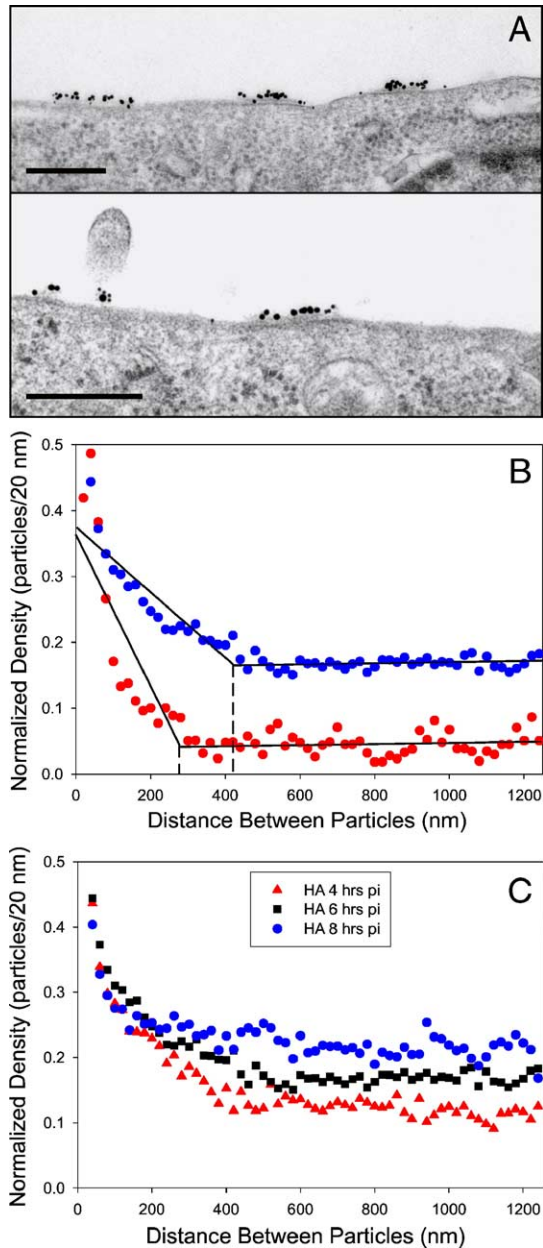 A
B
Normalized Density (particles/20 nm)
0.5
0.4
0.3
0.2
0.1
0.0
0 200 400 600 800 1000 1200
Distance Between Particles (nm)
C
Normalized Density (particles/20 nm)
0.5
0.4
0.3
0.2
0.1
0.0
HA 4 hrs pi
HA 6 hrs pi
HA 8 hrs pi
0 200 400 600 800 1000 1200
Distance Between Particles (nm)